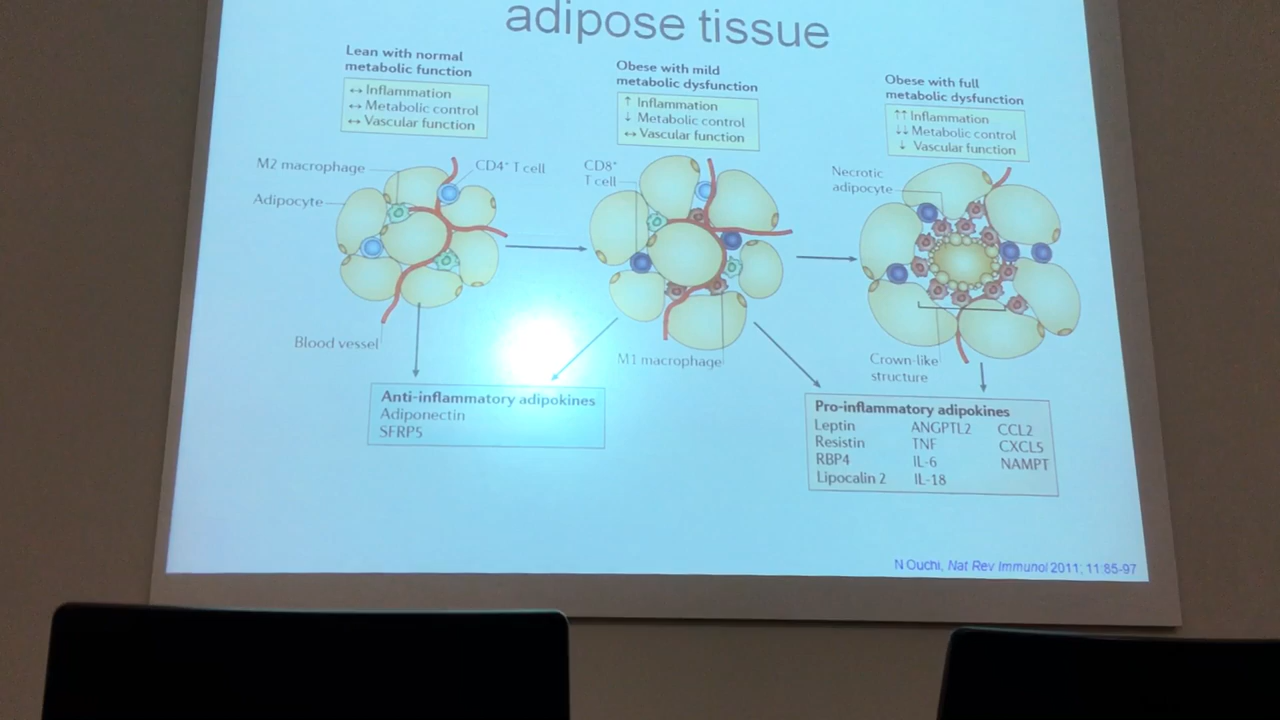 adipose tissue
Lean with normal
metabolic function
↔ Inflammation
↔ Metabolic control
↔ Vascular function
Obese with mild
metabolic dysfunction
↑ Inflammation
↓ Metabolic control
↔ Vascular function
Obese with full
metabolic dysfunction
↑↑ Inflammation
↓↓ Metabolic control
↓ Vascular function
M2 macrophage
CD4⁺ T cell
Adipocyte
Blood vessel
CD8⁺
T cell
M1 macrophage
Necrotic
adipocyte
Crown-like
structure
Anti-inflammatory adipokines
Adiponectin
SFRP5
Pro-inflammatory adipokines
Leptin ANGPTL2 CCL2
Resistin TNF CXCL5
RBP4 IL-6 NAMPT
Lipocalin 2 IL-18
N Ouchi, Nat Rev Immunol 2011; 11:85-97